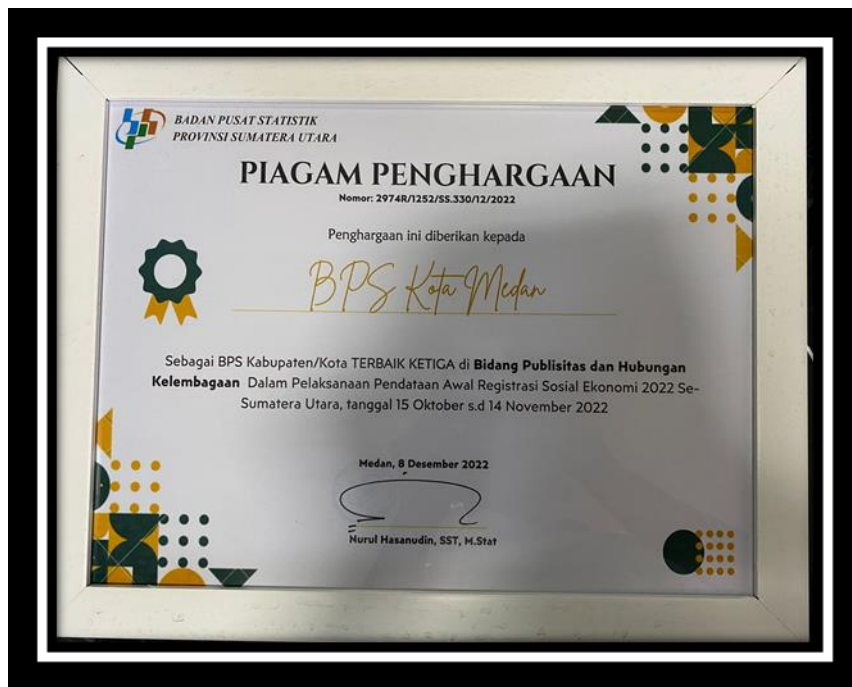 BADAN PUSAT STATISTIK
PROVINSI SUMATERA UTARA
PIAGAM PENGHARGAAN
Nomor: 2974R/1252/SS.330/12/2022
Penghargaan ini diberikan kepada
BPS Kota Medan
Sebagai BPS Kabupaten/Kota TERBAIK KETIGA di Bidang Publisitas dan Hubungan
Kelembagaan Dalam Pelaksanaan Pendataan Awal Registrasi Sosial Ekonomi 2022 Se-
Sumatera Utara, tanggal 15 Oktober s.d 14 November 2022
Medan, 8 Desember 2022
Nurul Hasanudin, SST, M.Stat